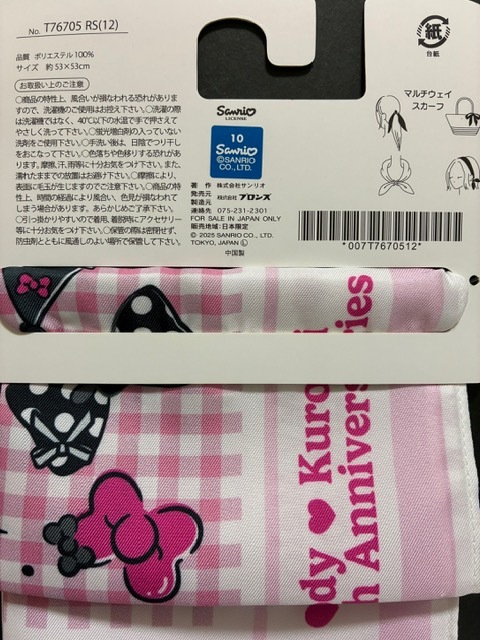 No. T76705 RS(12)
品質 ポリエステル100%
サイズ 約 53×53cm
お取扱い上のご注意
○商品の特性上、風合いが損なわれる恐れがありま
すので、洗濯機のご使用はお控え下さい。○洗濯の際
は洗濯機ではなく、40℃以下の水温で手で押さえて
やさしく洗って下さい。○蛍光増白剤の入っていない
洗剤をご使用下さい。○手洗い後は、日陰でつり干し
をおこなって下さい。○色落ちや色移りする恐れがあ
ります。摩擦、汗、雨等に十分お気をつけ下さい。また、
濡れたままでの放置はお避け下さい。○摩擦により、
表面に毛玉が生じますのでご注意下さい。○商品の特
性上、時間の経過により風合い、色見が損なわれて
しまう場合があります。あらかじめご了承下さい。
○引っ掛かりやすいので着用、着脱時にアクセサリー
等に十分お気をつけ下さい。○保管の際は密閉せず、
防虫剤とともに風通しのよい場所で保管して下さい。
Sanrio
LICENSE
10
Sanrio
©SANRIO
CO., LTD.
著作 株式会社サンリオ
発売元
製造元 株式会社 アロンズ
連絡先 075-231-2301
FOR SALE IN JAPAN ONLY
販売地域:日本限定
© 2025 SANRIO CO., LTD.
TOKYO, JAPAN Ⓛ
中国製
紙
台紙
マルチウェイ
スカーフ
*007T7670512*
dy ♥ Kuro
h Anniver
ries